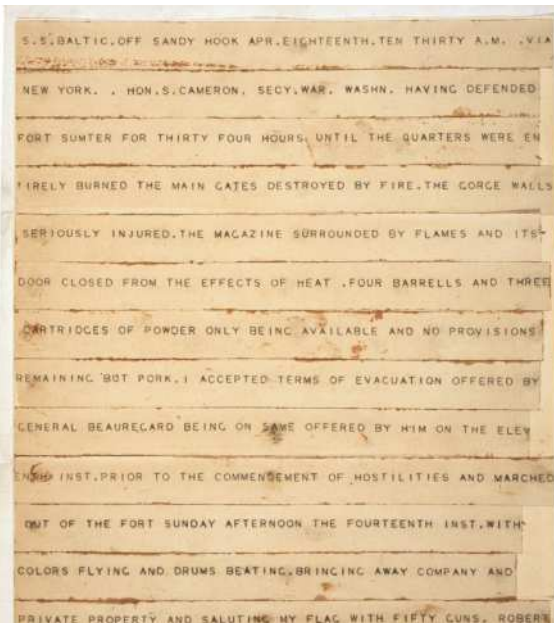 S.S.BALTIC.OFF SANDY HOOK APR.EIGHTEENTH.TEN THIRTY A.M. .VIA
NEW YORK. . HON.S.CAMERON. SECY.WAR. WASHN. HAVING DEFENDED
FORT SUMTER FOR THIRTY FOUR HOURS. UNTIL THE QUARTERS WERE EN
TIRELY BURNED THE MAIN GATES DESTROYED BY FIRE.THE GORGE WALLS
SERIOUSLY INJURED.THE MAGAZINE SURROUNDED BY FLAMES AND ITS
DOOR CLOSED FROM THE EFFECTS OF HEAT .FOUR BARRELLS AND THREE
CARTRIDGES OF POWDER ONLY BEING AVAILABLE AND NO PROVISIONS
REMAINING BUT PORK.I ACCEPTED TERMS OF EVACUATION OFFERED BY
GENERAL BEAUREGARD BEING ON SAME OFFERED BY HIM ON THE ELEV
ENTH INST.PRIOR TO THE COMMENSEMENT OF HOSTILITIES AND MARCHED
OUT OF THE FORT SUNDAY AFTERNOON THE FOURTEENTH INST.WITH
COLORS FLYING AND DRUMS BEATING.BRINGING AWAY COMPANY AND
PRIVATE PROPERTY AND SALUTING MY FLAG WITH FIFTY GUNS. ROBERT